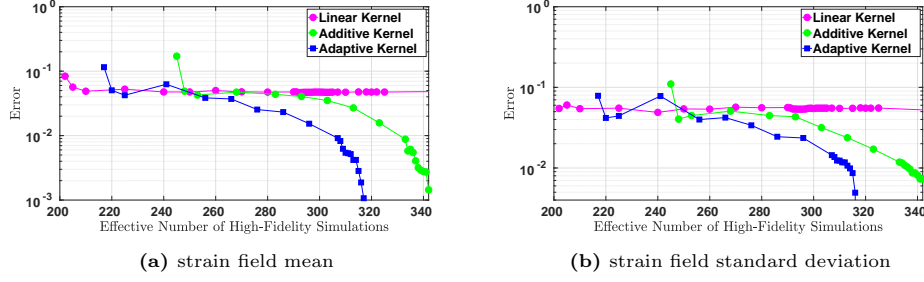 10^0
10^-1
10^-2
10^-3
Error
Linear Kernel
Additive Kernel
Adaptive Kernel
200 220 240 260 280 300 320 340
Effective Number of High-Fidelity Simulations
(a) strain field mean
10^0
10^-1
10^-2
Error
Linear Kernel
Additive Kernel
Adaptive Kernel
200 220 240 260 280 300 320 340
Effective Number of High-Fidelity Simulations
(b) strain field standard deviation